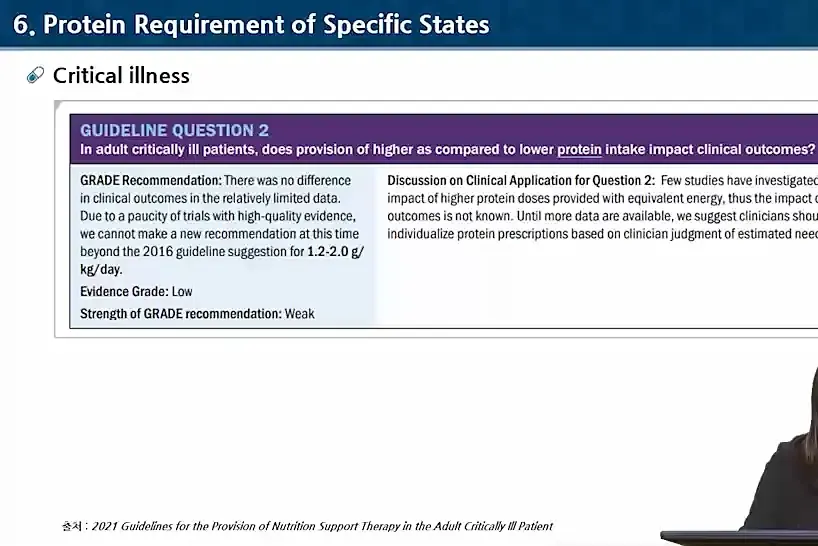 6. Protein Requirement of Specific States
Critical illness
GUIDELINE QUESTION 2
In adult critically ill patients, does provision of higher as compared to lower protein intake impact clinical outcomes?
GRADE Recommendation: There was no difference
in clinical outcomes in the relatively limited data.
Due to a paucity of trials with high-quality evidence,
we cannot make a new recommendation at this time
beyond the 2016 guideline suggestion for 1.2-2.0 g/
kg/day.
Evidence Grade: Low
Strength of GRADE recommendation: Weak
Discussion on Clinical Application for Question 2: Few studies have investigated
impact of higher protein doses provided with equivalent energy, thus the impact
outcomes is not known. Until more data are available, we suggest clinicians
individualize protein prescriptions based on clinician judgment of estimated
출처 : 2021 Guidelines for the Provision of Nutrition Support Therapy in the Adult Critically Ill Patient